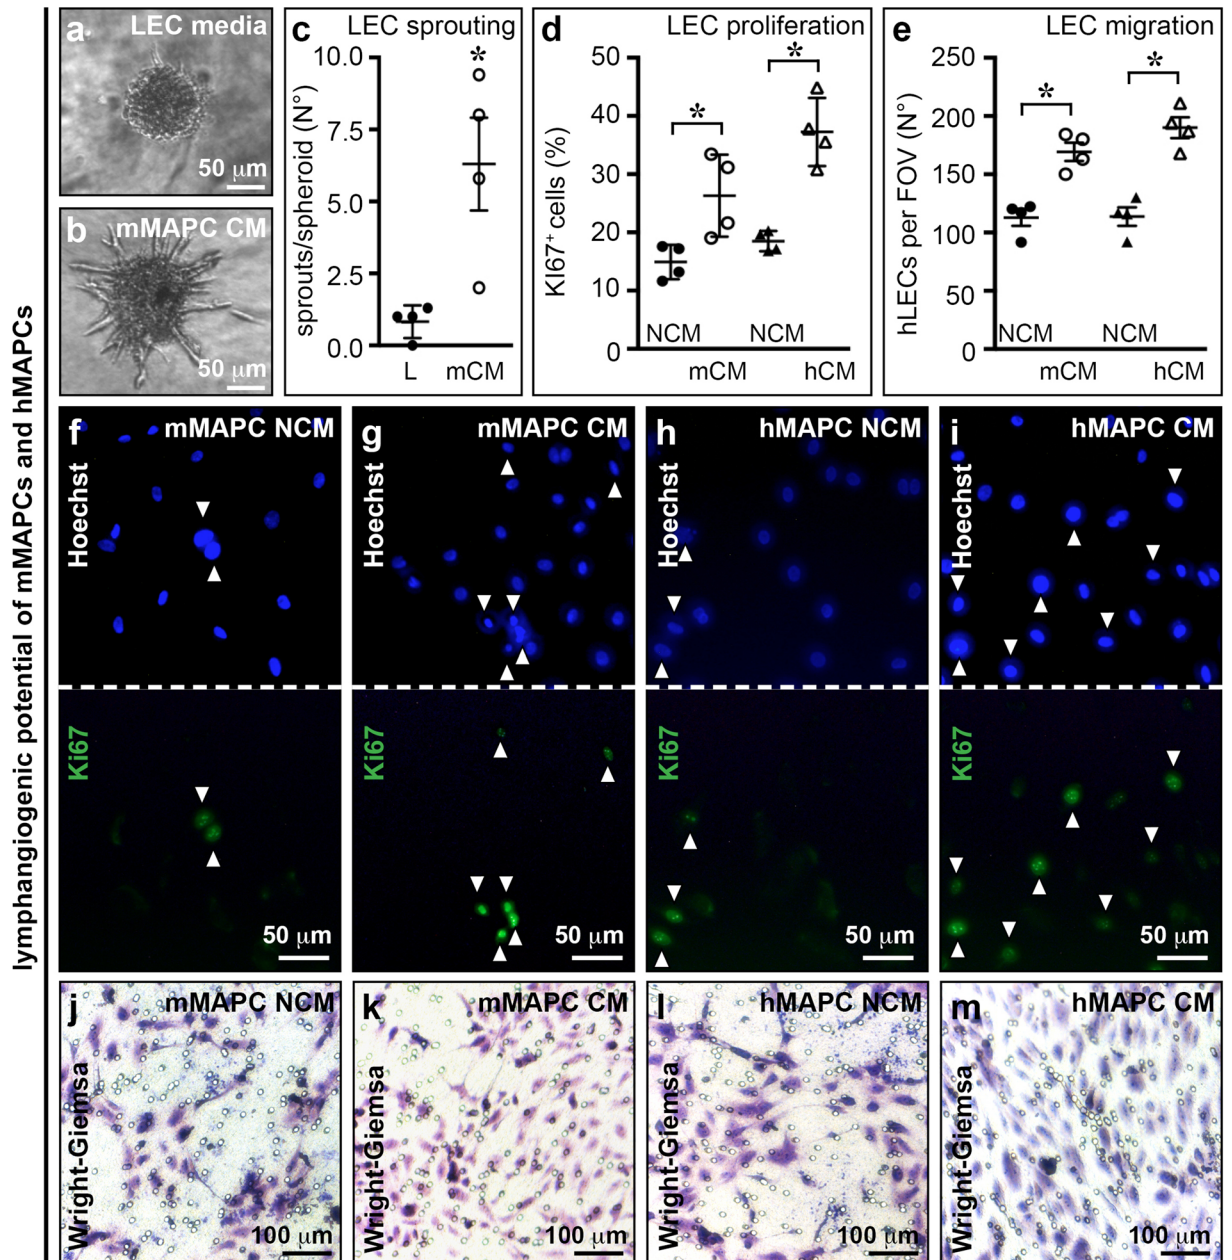 lymphangiogenic potential of mMAPCs and hMAPCs
a
LEC media
50 µm
b
mMAPC CM
50 µm
c
LEC sprouting
sprouts/spheroid (N°)
10.0
7.5
5.0
2.5
0.0
*
L
mCM
d
LEC proliferation
KI67⁺ cells (%)
50
40
30
20
10
0
*
*
NCM
NCM
mCM
hCM
e
LEC migration
hLECs per FOV (N°)
250
200
150
100
50
0
*
*
NCM
NCM
mCM
hCM
f
mMAPC NCM
Hoechst
g
mMAPC CM
Hoechst
h
hMAPC NCM
Hoechst
i
hMAPC CM
Hoechst
Ki67
50 µm
Ki67
50 µm
Ki67
50 µm
Ki67
50 µm
j
mMAPC NCM
Wright-Giemsa
100 µm
k
mMAPC CM
Wright-Giemsa
100 µm
l
hMAPC NCM
Wright-Giemsa
100 µm
m
hMAPC CM
Wright-Giemsa
100 µm